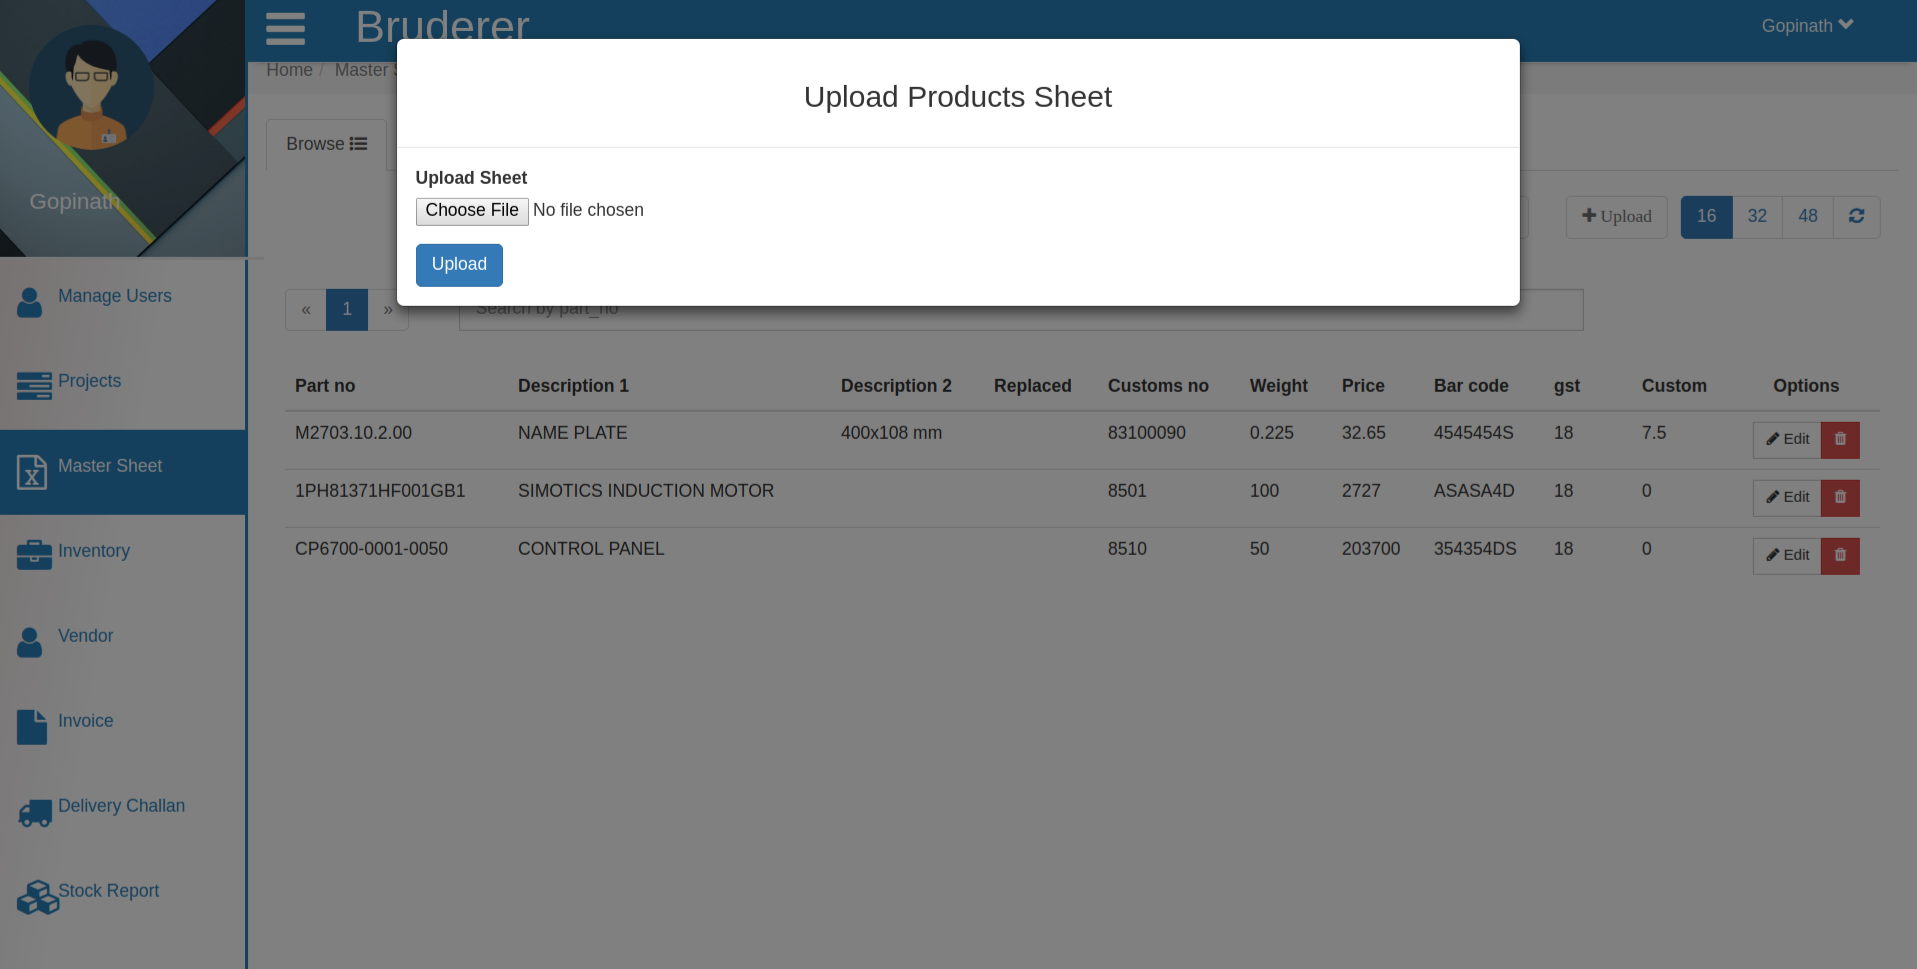 Bruderer
Gopinath
Home / Master S
Upload Products Sheet
Browse
Upload Sheet
Choose File No file chosen
Upload
Gopinath
Upload 16 32 48
« 1 » Search by part_no
Manage Users
Projects
Master Sheet
Inventory
Vendor
Invoice
Delivery Challan
Stock Report
Part no Description 1 Description 2 Replaced Customs no Weight Price Bar code gst Custom Options
M2703.10.2.00 NAME PLATE 400x108 mm 83100090 0.225 32.65 4545454S 18 7.5 Edit
1PH81371HF001GB1 SIMOTICS INDUCTION MOTOR 8501 100 2727 ASASA4D 18 0 Edit
CP6700-0001-0050 CONTROL PANEL 8510 50 203700 354354DS 18 0 Edit